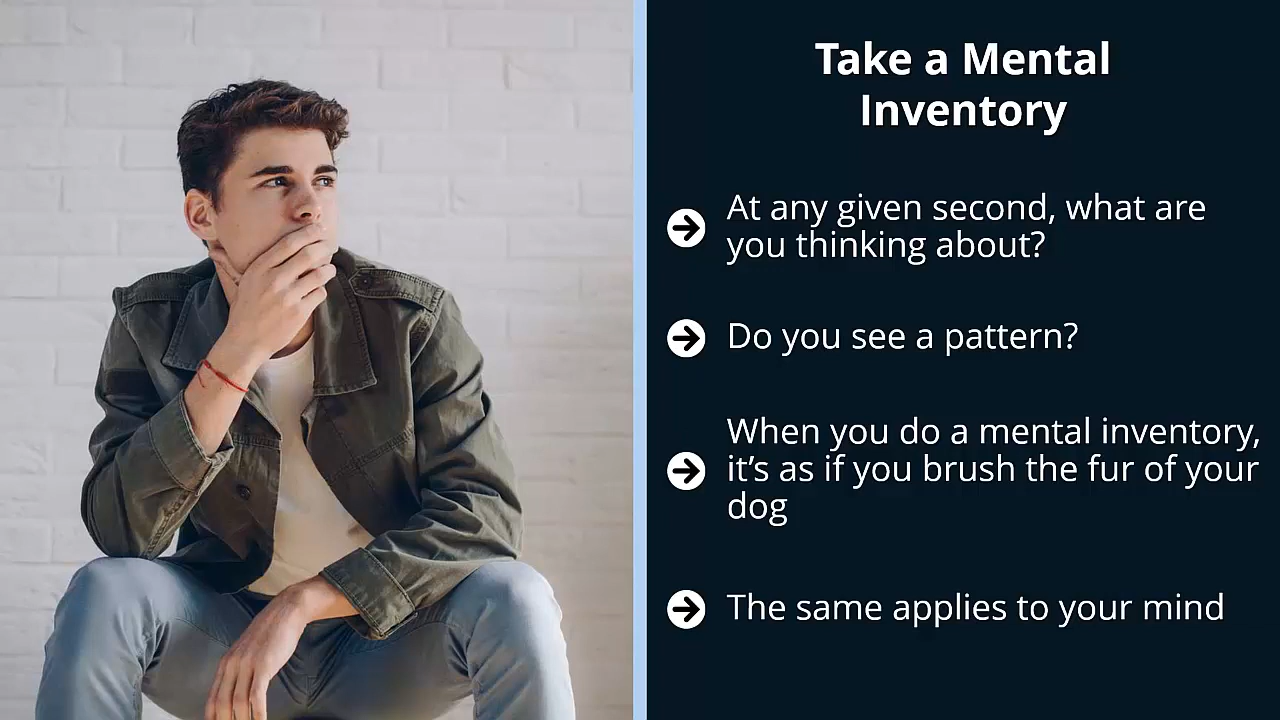 Take a Mental
Inventory
At any given second, what are
you thinking about?
Do you see a pattern?
When you do a mental inventory,
it’s as if you brush the fur of your
dog
The same applies to your mind